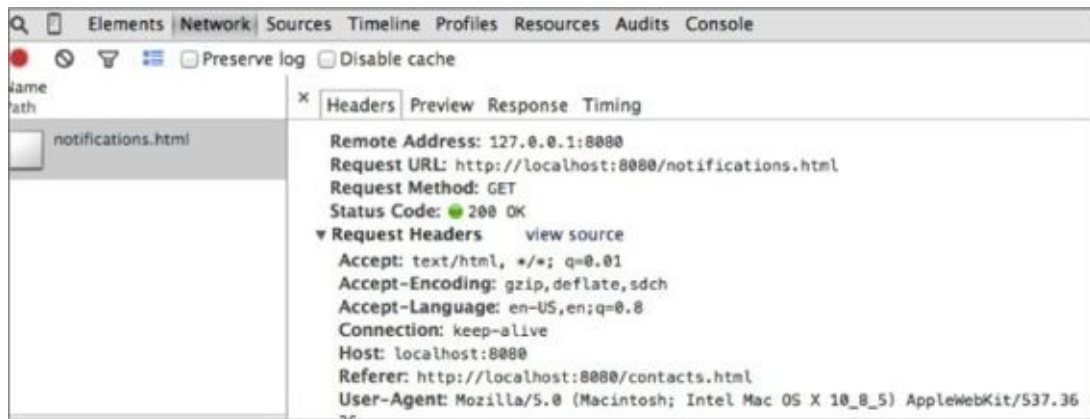 Elements Network Sources Timeline Profiles Resources Audits Console
Preserve log Disable cache
Name
Path
× Headers Preview Response Timing
notifications.html
Remote Address: 127.0.0.1:8080
Request URL: http://localhost:8080/notifications.html
Request Method: GET
Status Code: 200 OK
▼ Request Headers view source
Accept: text/html, */*; q=0.01
Accept-Encoding: gzip,deflate,sdch
Accept-Language: en-US,en;q=0.8
Connection: keep-alive
Host: localhost:8080
Referer: http://localhost:8080/contacts.html
User-Agent: Mozilla/5.0 (Macintosh; Intel Mac OS X 10_8_5) AppleWebKit/537.36